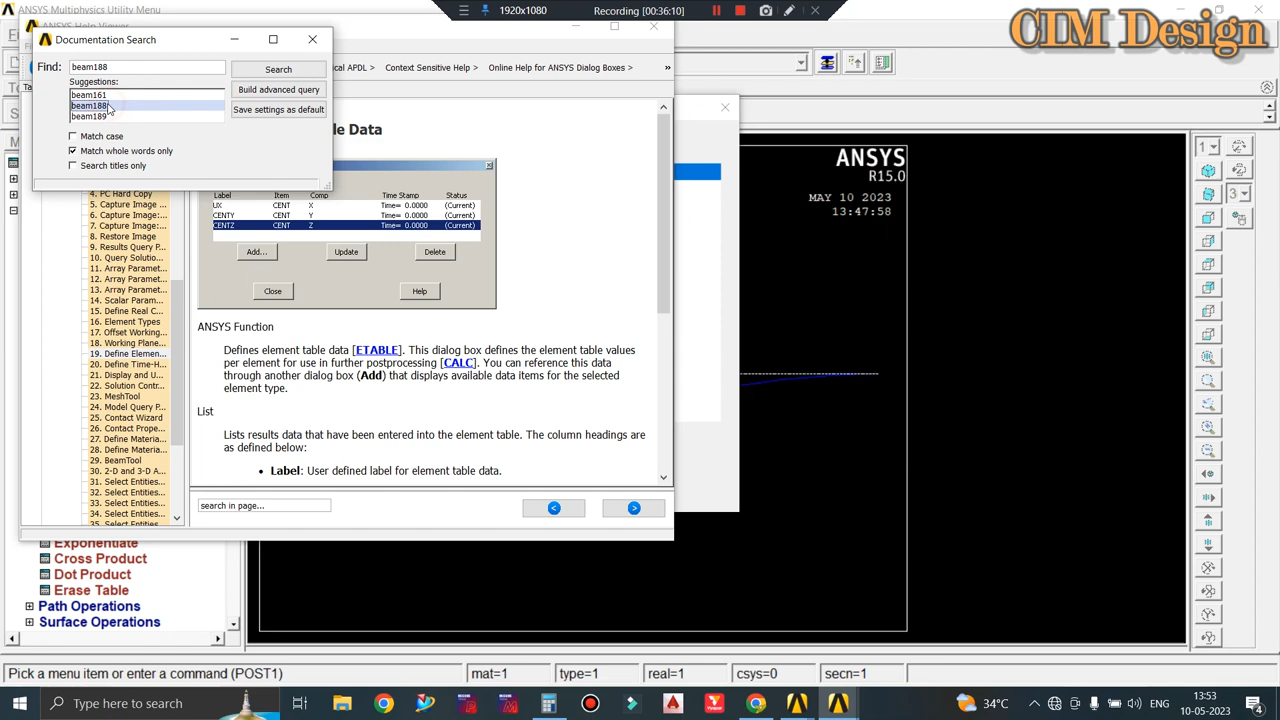 ANSYS Multiphysics Utility Menu
1920x1080
Recording [00:36:10]
CIM Design
ANSYS Help Viewer
Documentation Search
Find:
beam188
Search
Suggestions:
beam161
beam188
beam189
Build advanced query
Save settings as default
Match case
Match whole words only
Search titles only
al APDL >
Context Sensitive Help >
Online Help for ANSYS Dialog Boxes >
»
le Data
Label Item Comp Time Stamp Status
UX CENT X Time= 0.0000 (Current)
CENTY CENT Y Time= 0.0000 (Current)
CENTZ CENT Z Time= 0.0000 (Current)
Add...
Update
Delete
Close
Help
4. PC Hard Copy
5. Capture Image...
6. Capture Image:...
7. Capture Image:...
8. Restore Image
9. Results Query P...
10. Query Solutio...
11. Array Paramet...
12. Array Paramet...
13. Array Paramet...
14. Scalar Param...
15. Define Real C...
16. Element Types
17. Offset Working...
18. Working Plane...
19. Define Elemen...
20. Define Time-H...
21. Display and U...
22. Solution Contr...
23. MeshTool
24. Model Query P...
25. Contact Wizard
26. Contact Prope...
27. Define Materia...
28. Define Materia...
29. BeamTool
30. 2-D and 3-D A...
31. Select Entities...
32. Select Entities...
33. Select Entities...
34. Select Entities...
35. Select Entities
ANSYS Function
Defines element table data [ETABLE]. This dialog box defines the element table values
per element for use in further postprocessing [CALC]. You can reference this data
through another dialog box (Add) that displays available data items for the selected
element type.
List
Lists results data that have been entered into the element table. The column headings are
as defined below:
• Label: User defined label for element table data.
search in page...
<
>
ANSYS
R15.0
MAY 10 2023
13:47:58
1
3
Exponentiate
Cross Product
Dot Product
Erase Table
Path Operations
Surface Operations
Pick a menu item or enter a command (POST1)
mat=1
type=1
real=1
csys=0
secn=1
Type here to search
34°C
ENG
13:53
10-05-2023
4